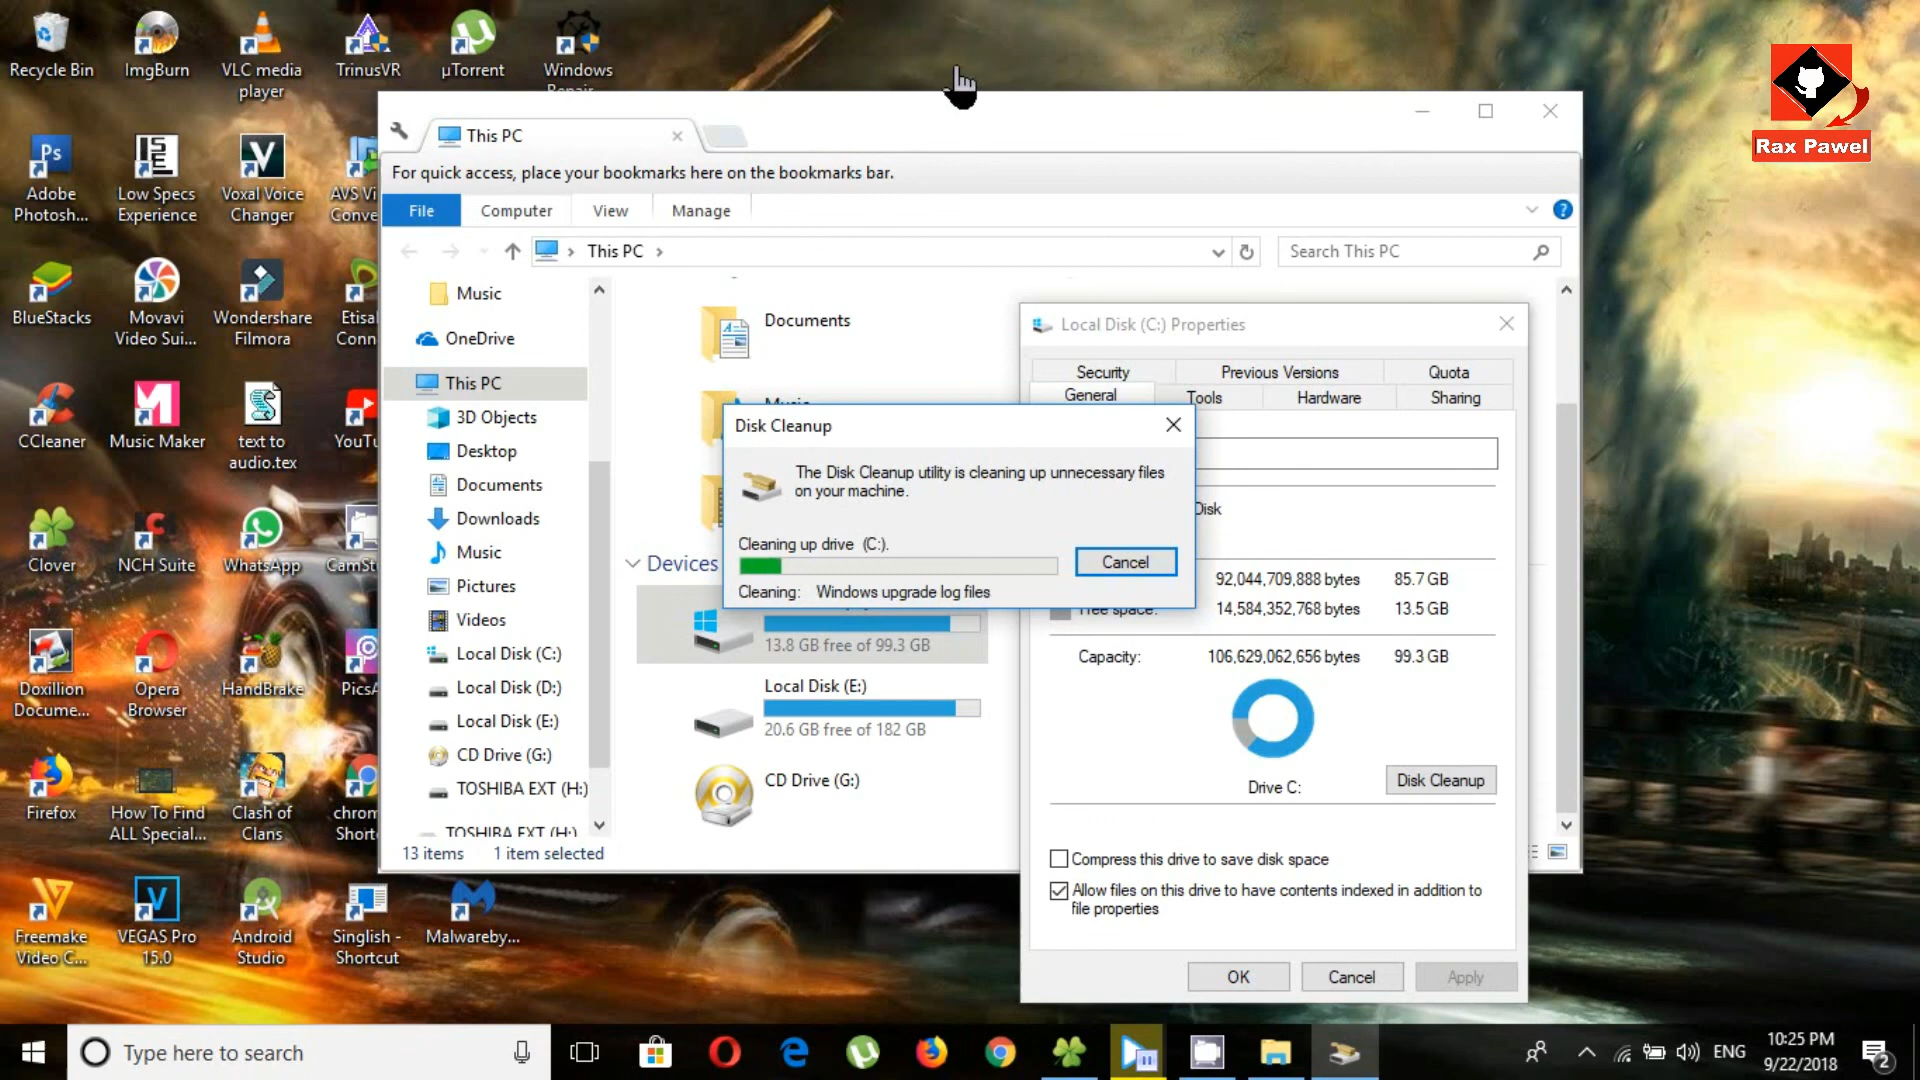 Recycle Bin
ImgBurn
VLC media
player
TrinusVR
µTorrent
Windows
Rax Pawel
Adobe
Photosh...
Low Specs
Experience
Voxal Voice
Changer
AVS Vi
Conve
BlueStacks
Movavi
Video Sui...
Wondershare
Filmora
Etisal
Conn
CCleaner
Music Maker
text to
audio.tex
YouTu
Clover
NCH Suite
WhatsApp
CamSt
Doxillion
Docume...
Opera
Browser
HandBrake
PicsA
Firefox
How To Find
ALL Special...
Clash of
Clans
chrom
Short
Freemake
Video C...
VEGAS Pro
15.0
Android
Studio
Singlish -
Shortcut
Malwareby...
This PC
For quick access, place your bookmarks here on the bookmarks bar.
File
Computer
View
Manage
This PC
Search This PC
Music
OneDrive
This PC
3D Objects
Desktop
Documents
Downloads
Music
Pictures
Videos
Local Disk (C:)
Local Disk (D:)
Local Disk (E:)
CD Drive (G:)
TOSHIBA EXT (H:)
TOSHIBA EXT (H:)
13 items
1 item selected
Documents
Music
Devices
13.8 GB free of 99.3 GB
Local Disk (E:)
20.6 GB free of 182 GB
CD Drive (G:)
Disk Cleanup
The Disk Cleanup utility is cleaning up unnecessary files
on your machine.
Cleaning up drive (C:).
Cancel
Cleaning: Windows upgrade log files
Local Disk (C:) Properties
Security
Previous Versions
Quota
General
Tools
Hardware
Sharing
Disk
92,044,709,888 bytes 85.7 GB
Free space: 14,584,352,768 bytes 13.5 GB
Capacity: 106,629,062,656 bytes 99.3 GB
Drive C:
Disk Cleanup
Compress this drive to save disk space
Allow files on this drive to have contents indexed in addition to
file properties
OK
Cancel
Apply
Type here to search
ENG
10:25 PM
9/22/2018
2